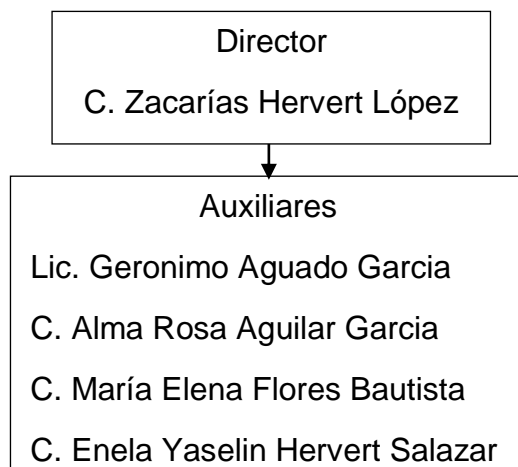 Director
C. Zacarías Hervert López
Auxiliares
Lic. Geronimo Aguado Garcia
C. Alma Rosa Aguilar Garcia
C. María Elena Flores Bautista
C. Enela Yaselin Hervert Salazar